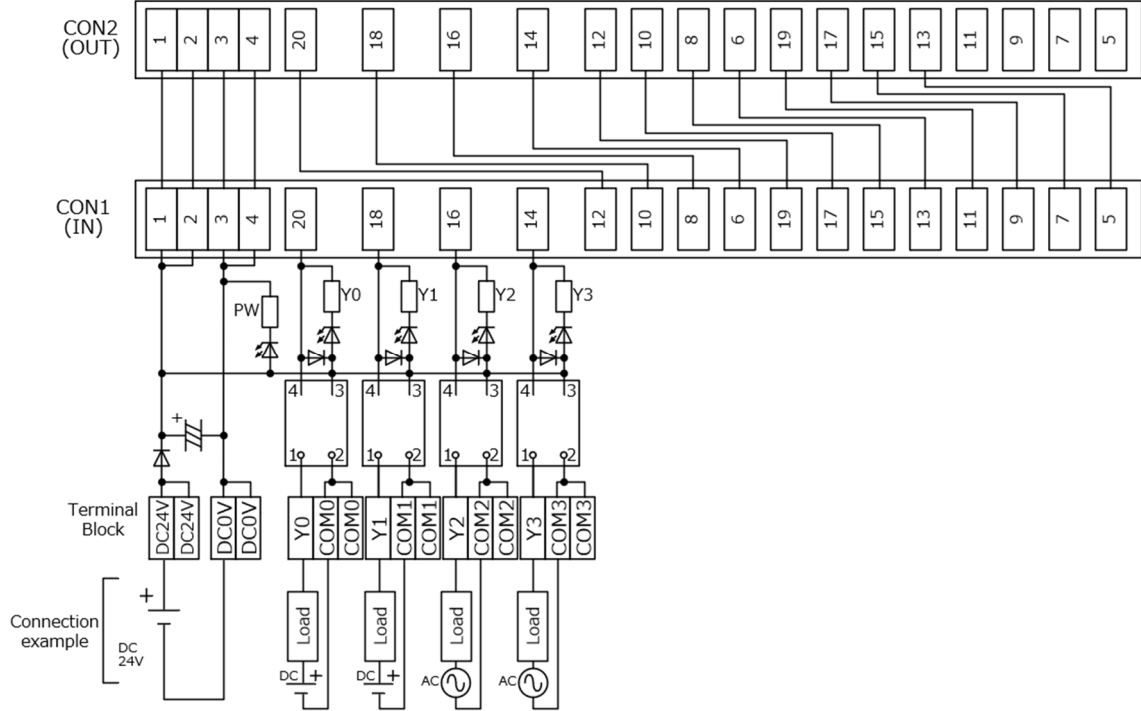 CON2
(OUT)
1 2 3 4 20 18 16 14 12 10 8 6 19 17 15 13 11 9 7 5
CON1
(IN)
1 2 3 4 20 18 16 14 12 10 8 6 19 17 15 13 11 9 7 5
PW Y0 Y1 Y2 Y3
4 3 4 3 4 3 4 3
+
1 2 1 2 1 2 1 2
Terminal
Block
DC24V DC24V DC0V DC0V Y0 COM0 COM0 Y1 COM1 COM1 Y2 COM2 COM2 Y3 COM3 COM3
Connection
example
+
DC
24V
Load Load Load Load
DC + DC + AC AC